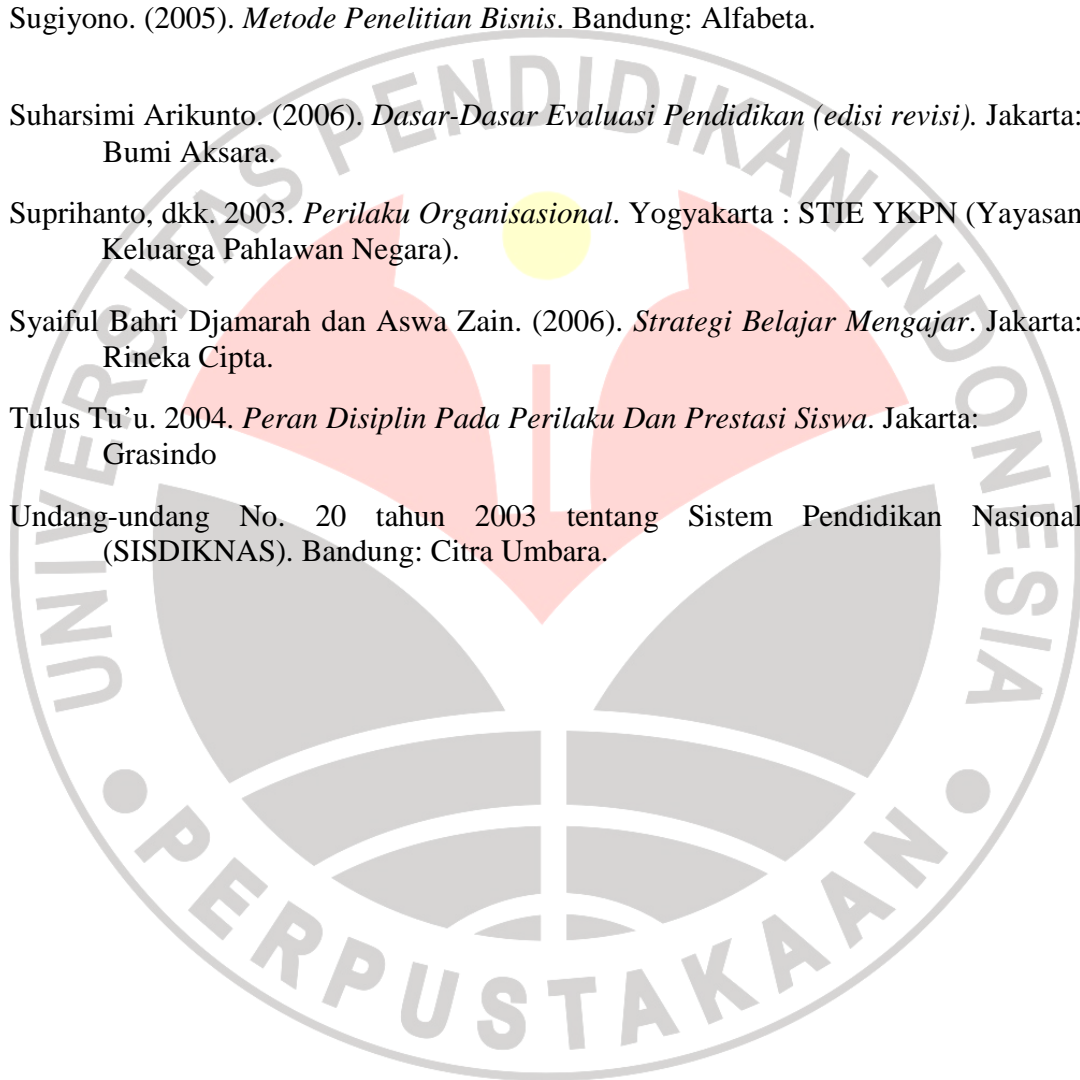 Sugiyono. (2005). Metode Penelitian Bisnis. Bandung: Alfabeta.
Suharsimi Arikunto. (2006). Dasar-Dasar Evaluasi Pendidikan (edisi revisi). Jakarta:
Bumi Aksara.
Suprihanto, dkk. 2003. Perilaku Organisasional. Yogyakarta : STIE YKPN (Yayasan
Keluarga Pahlawan Negara).
Syaiful Bahri Djamarah dan Aswa Zain. (2006). Strategi Belajar Mengajar. Jakarta:
Rineka Cipta.
Tulus Tu’u. 2004. Peran Disiplin Pada Perilaku Dan Prestasi Siswa. Jakarta:
Grasindo
Undang-undang No. 20 tahun 2003 tentang Sistem Pendidikan Nasional
(SISDIKNAS). Bandung: Citra Umbara.
UNIVERSITAS PENDIDIKAN INDONESIA
PERPUSTAKAAN